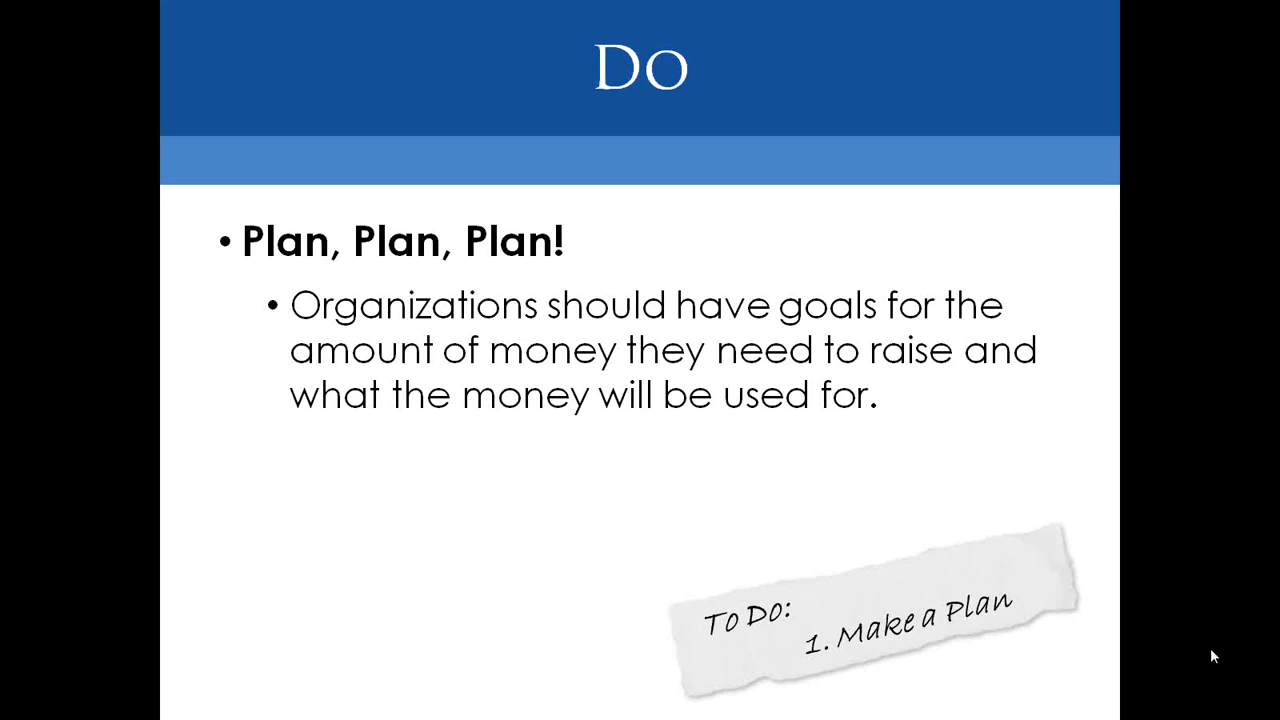 Do
• Plan, Plan, Plan!
• Organizations should have goals for the
amount of money they need to raise and
what the money will be used for.
To Do:
1. Make a Plan